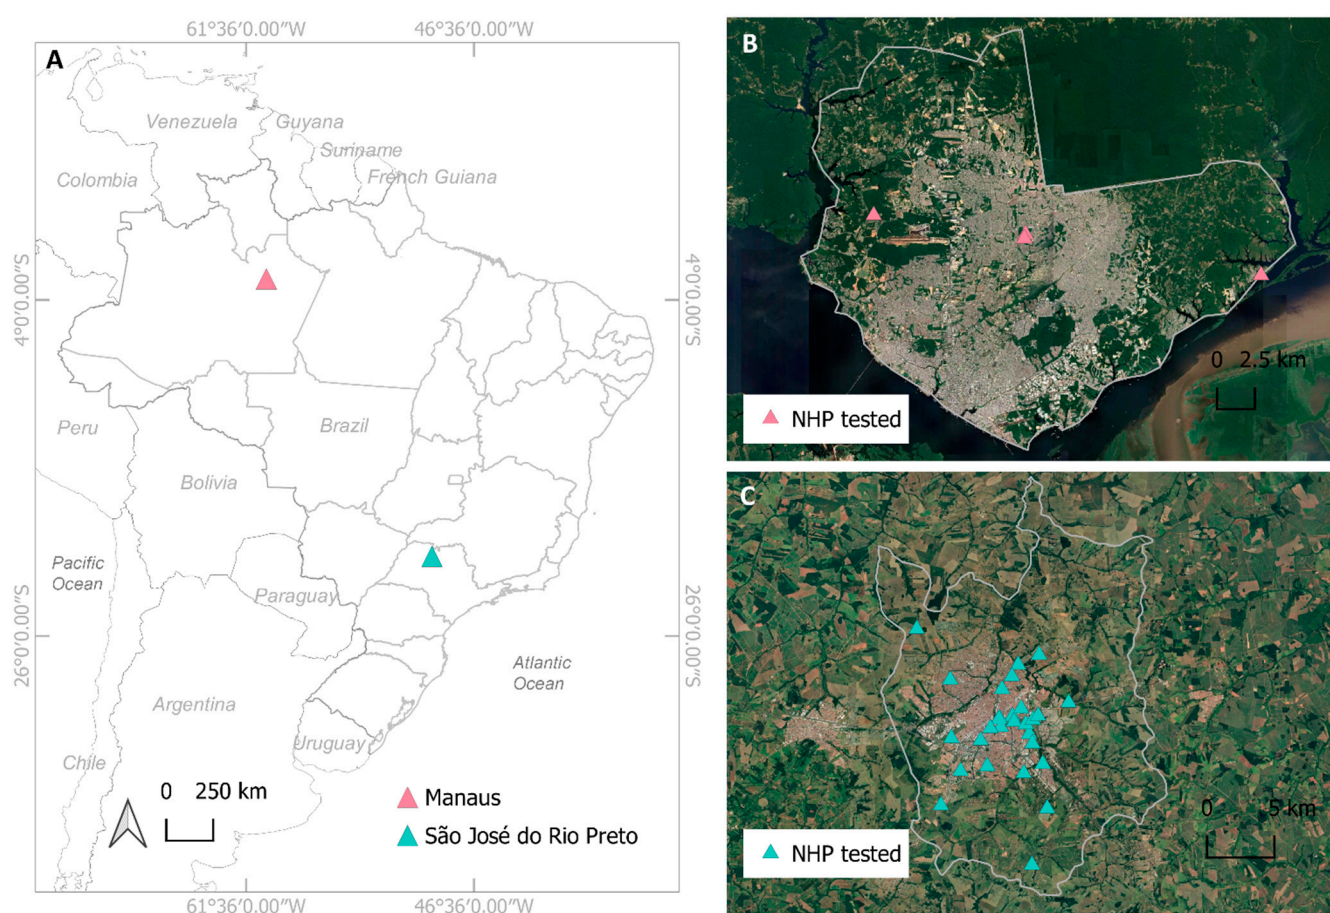 61°36′0.00″W 46°36′0.00″W
A
Venezuela
Guyana
Suriname
French Guiana
Colombia
4°0′0.00″S
4°0′0.00″S
Peru
Brazil
Bolivia
Pacific
Ocean
Paraguay
26°0′0.00″S
26°0′0.00″S
Atlantic
Ocean
Argentina
Uruguay
Chile
0 250 km
Manaus
São José do Rio Preto
61°36′0.00″W 46°36′0.00″W
B
0 2.5 km
NHP tested
C
0 5 km
NHP tested